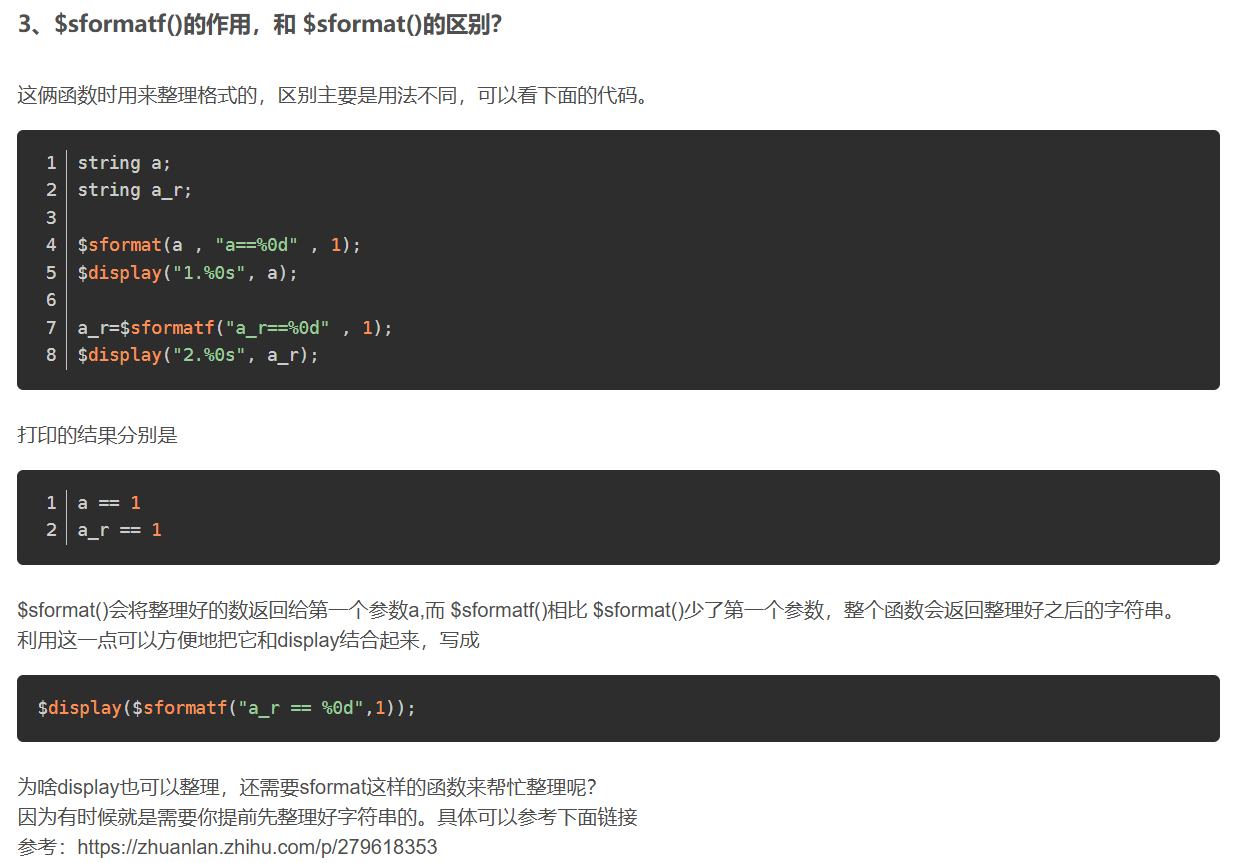 3、$sformatf()的作用，和 $sformat()的区别?
这俩函数时用来整理格式的，区别主要是用法不同，可以看下面的代码。
1 string a;
2 string a_r;
3
4 $sformat(a , "a==%0d" , 1);
5 $display("1.%0s", a);
6
7 a_r=$sformatf("a_r==%0d" , 1);
8 $display("2.%0s", a_r);
打印的结果分别是
1 a == 1
2 a_r == 1
$sformat()会将整理好的数返回给第一个参数a,而 $sformatf()相比 $sformat()少了第一个参数，整个函数会返回整理好之后的字符串。
利用这一点可以方便地把它和display结合起来，写成
$display($sformatf("a_r == %0d",1));
为啥display也可以整理，还需要sformat这样的函数来帮忙整理呢?
因为有时候就是需要你提前先整理好字符串的。具体可以参考下面链接
参考：https://zhuanlan.zhihu.com/p/279618353